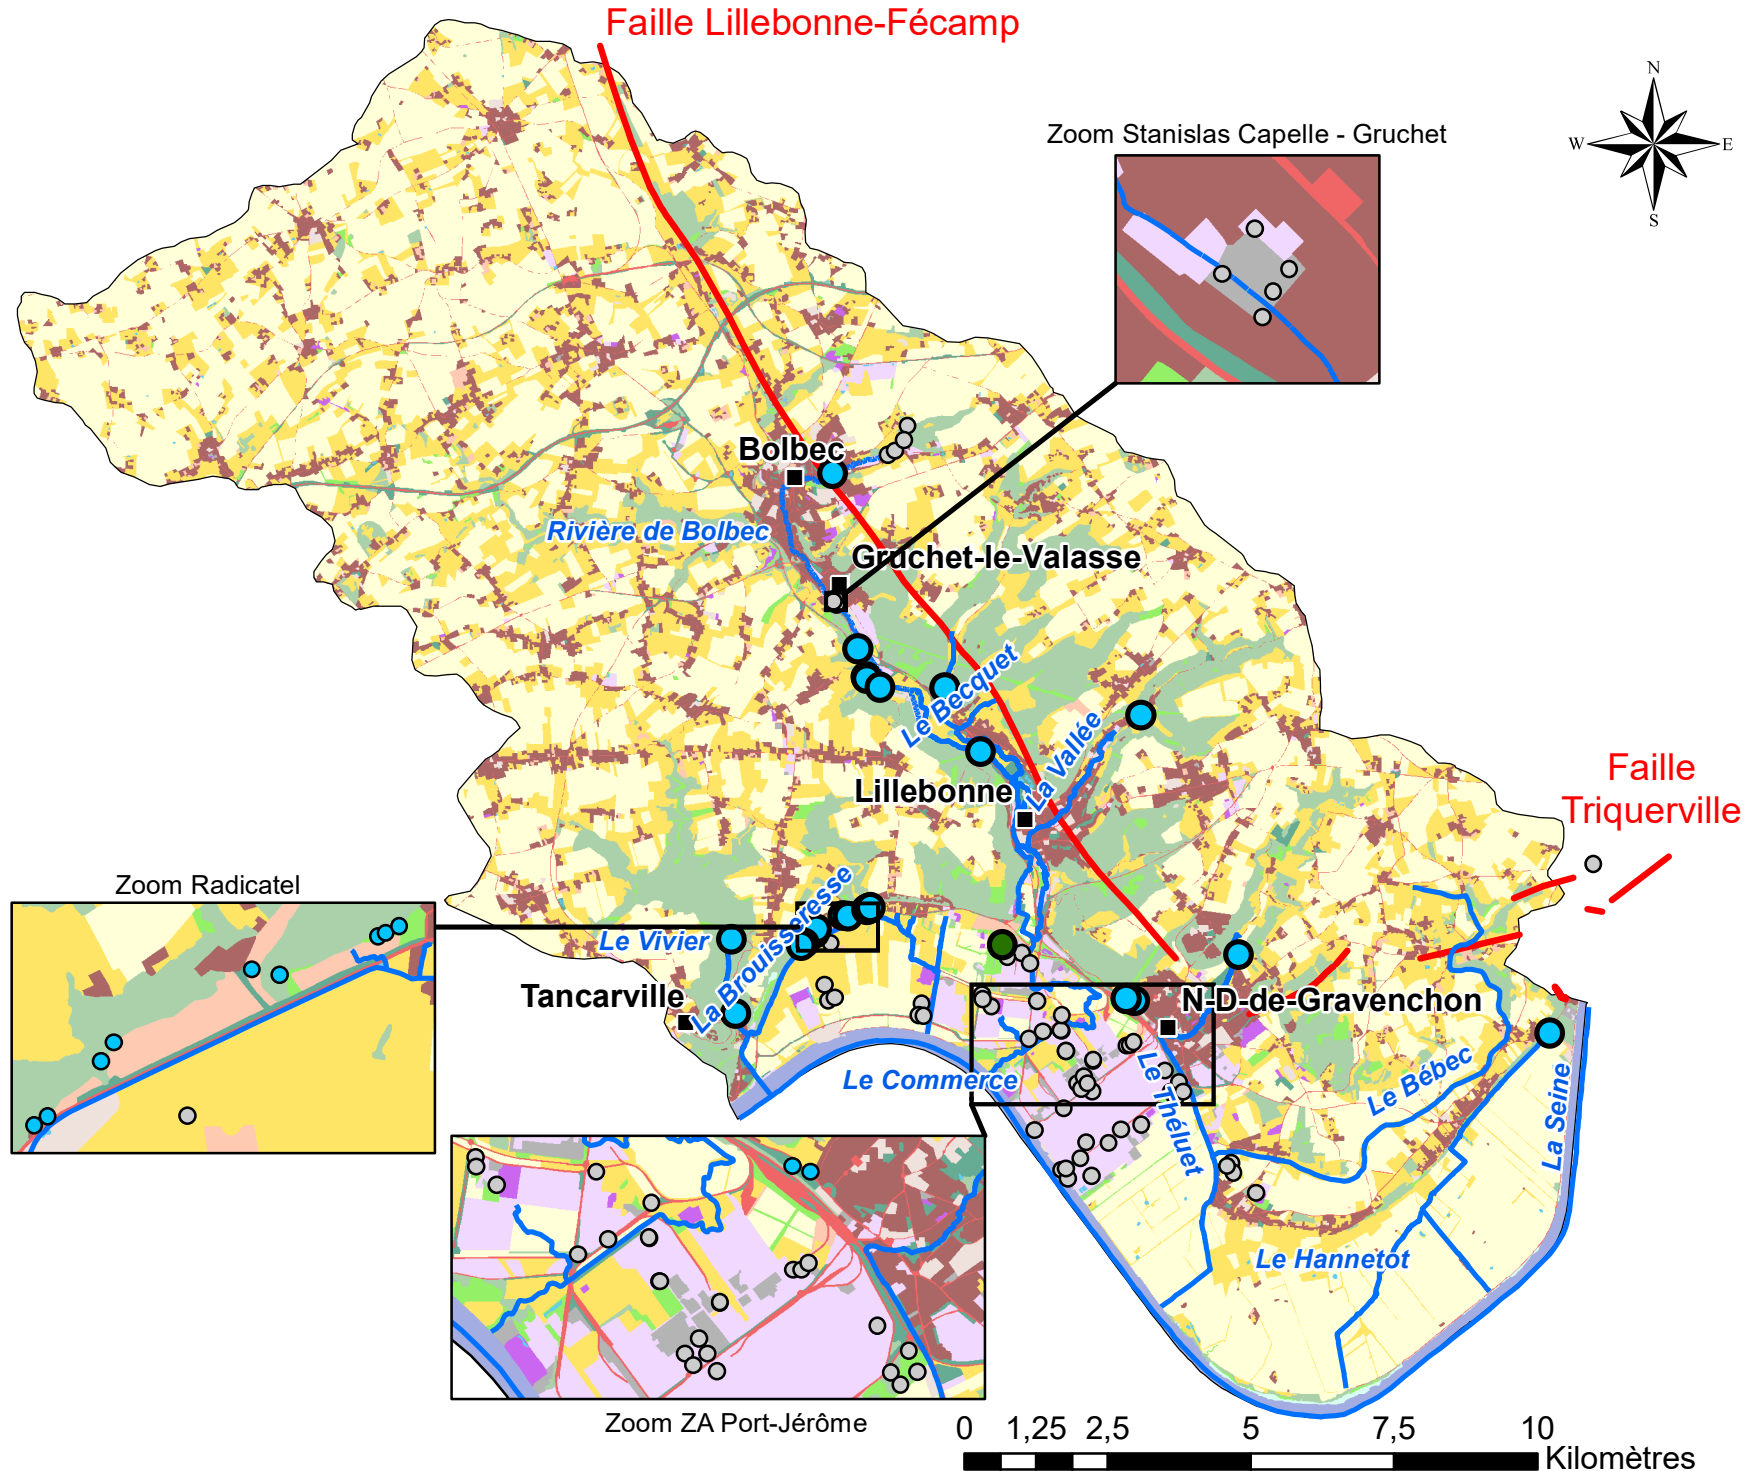 Faille Lillebonne-Fécamp
N
W
E
S
Zoom Stanislas Capelle - Gruchet
Bolbec
Rivière de Bolbec
Gruchet-le-Valasse
Le Becquet
La Vallée
Lillebonne
Faille
Triquerville
Zoom Radicatel
La Brouisseresse
Le Vivier
Tancarville
N-D-de-Gravenchon
Le Commerce
Le Théluet
Le Bébec
La Seine
Le Hannetot
Zoom ZA Port-Jérôme
0 1,25 2,5 5 7,5 10
Kilomètres